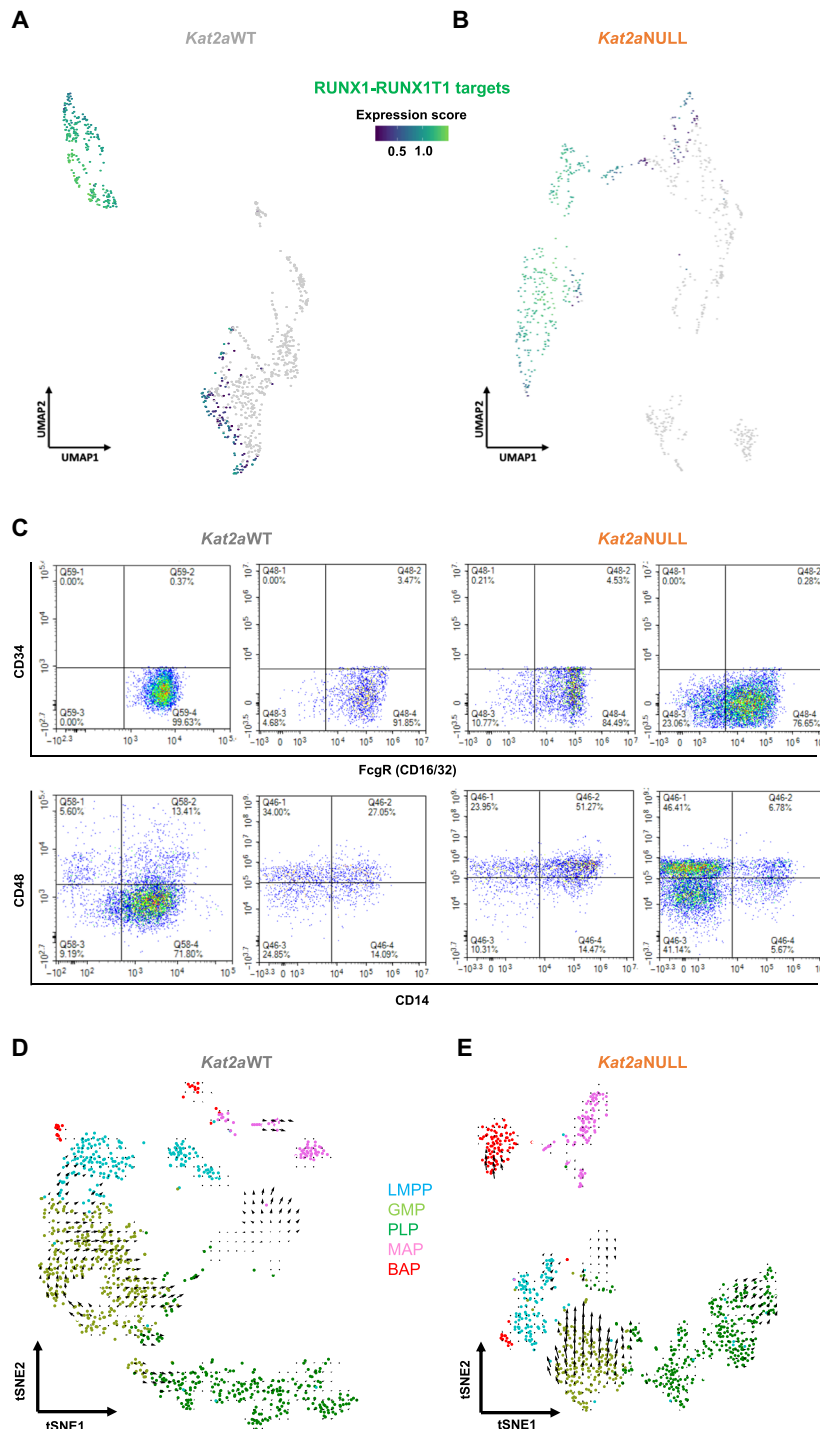 A
Kat2aWT
B
Kat2aNULL
RUNX1-RUNX1T1 targets
Expression score
0.5 1.0
UMAP2
UMAP1
UMAP2
UMAP1
C
Kat2aWT
Kat2aNULL
CD34
Q59-1
0.00%
Q59-2
0.37%
Q59-3
0.00%
Q59-4
99.63%
Q48-1
0.00%
Q48-2
3.47%
Q48-3
4.68%
Q48-4
91.85%
Q48-1
0.21%
Q48-2
4.53%
Q48-3
10.77%
Q48-4
84.49%
Q48-1
0.00%
Q48-2
0.28%
Q48-3
23.06%
Q48-4
76.65%
FcgR (CD16/32)
CD48
Q58-1
5.60%
Q58-2
13.41%
Q58-3
9.19%
Q58-4
71.80%
Q46-1
34.00%
Q46-2
27.05%
Q46-3
24.85%
Q46-4
14.09%
Q46-1
23.95%
Q46-2
51.27%
Q46-3
10.31%
Q46-4
14.47%
Q46-1
46.41%
Q46-2
6.78%
Q46-3
41.14%
Q46-4
5.67%
CD14
D
Kat2aWT
E
Kat2aNULL
LMPP
GMP
PLP
MAP
BAP
tSNE2
tSNE1
tSNE2
tSNE1